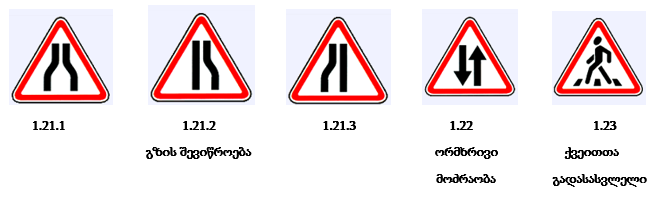 1.21.1 1.21.2 1.21.3 1.22 1.23
გზის შევიწროება ორმხრივი ქვეითთა
მოძრაობა გადასასვლელი